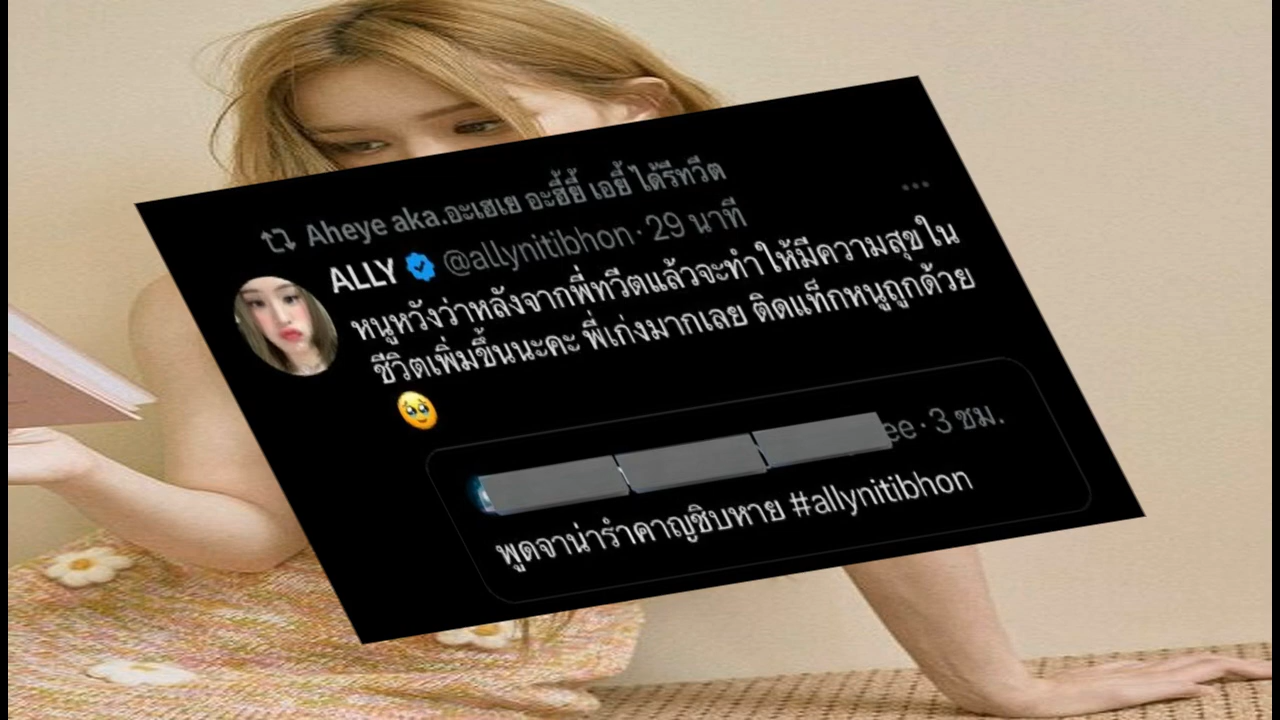 Aheye aka.อะเฮเย อะฮี้ยี้ เอยี้ ได้รีทวีต
ALLY @allynitibhon · 29 นาที
หนูหวังว่าหลังจากพี่ทวีตแล้วจะทำให้มีความสุขใน
ชีวิตเพิ่มขึ้นนะคะ พี่เก่งมากเลย ติดแท็กหนูถูกด้วย
🥹
ee · 3 ชม.
พูดจาน่ารำคาญชิบหาย #allynitibhon